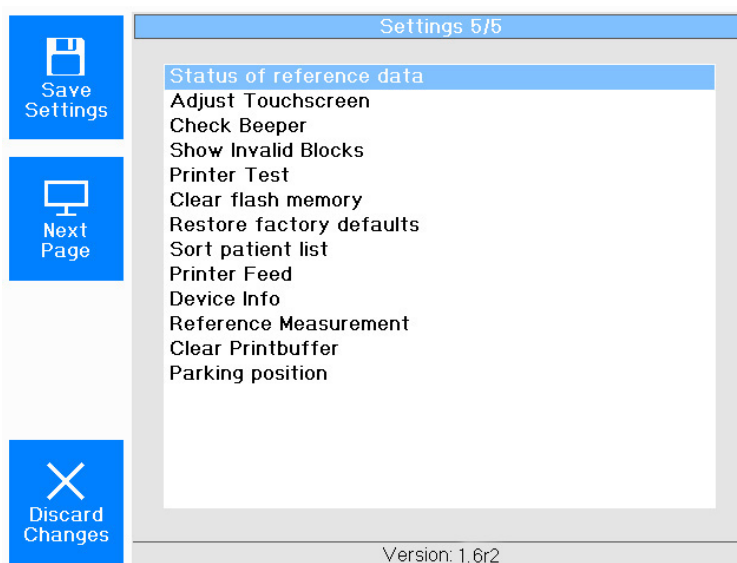 Settings 5/5
Save
Settings
Next
Page
Discard
Changes
Status of reference data
Adjust Touchscreen
Check Beeper
Show Invalid Blocks
Printer Test
Clear flash memory
Restore factory defaults
Sort patient list
Printer Feed
Device Info
Reference Measurement
Clear Printbuffer
Parking position
Version: 1.6r2